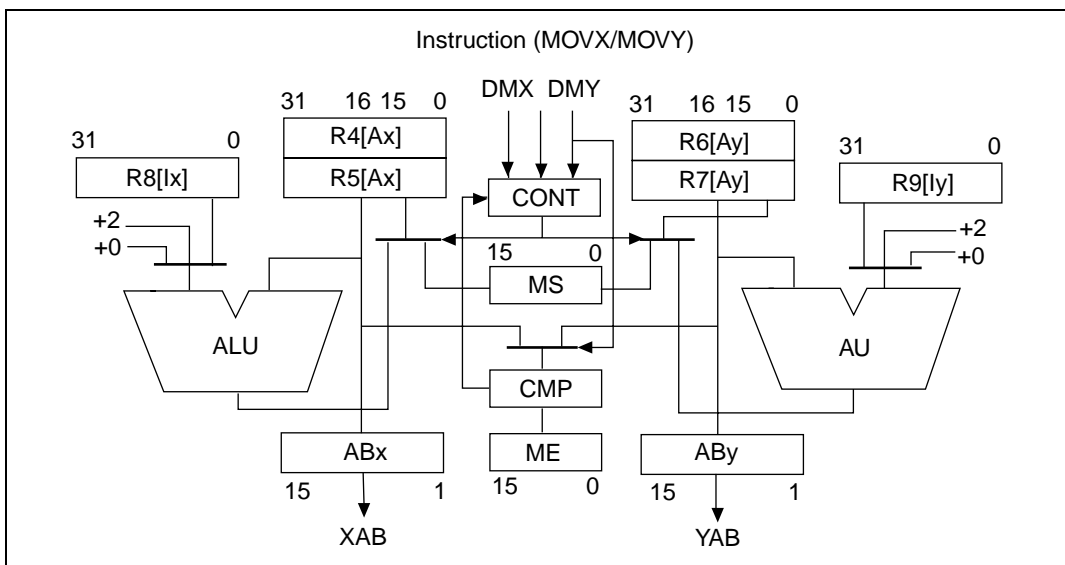 Instruction (MOVX/MOVY)
DMX DMY
31 16 15 0
31 16 15 0
R4[Ax]
R6[Ay]
31 0
31 0
R5[Ax]
R7[Ay]
R8[Ix]
CONT
R9[Iy]
+2
+2
+0
+0
15 0
MS
ALU
AU
CMP
ABx
ME
ABy
15 1
15 0
15 1
XAB
YAB